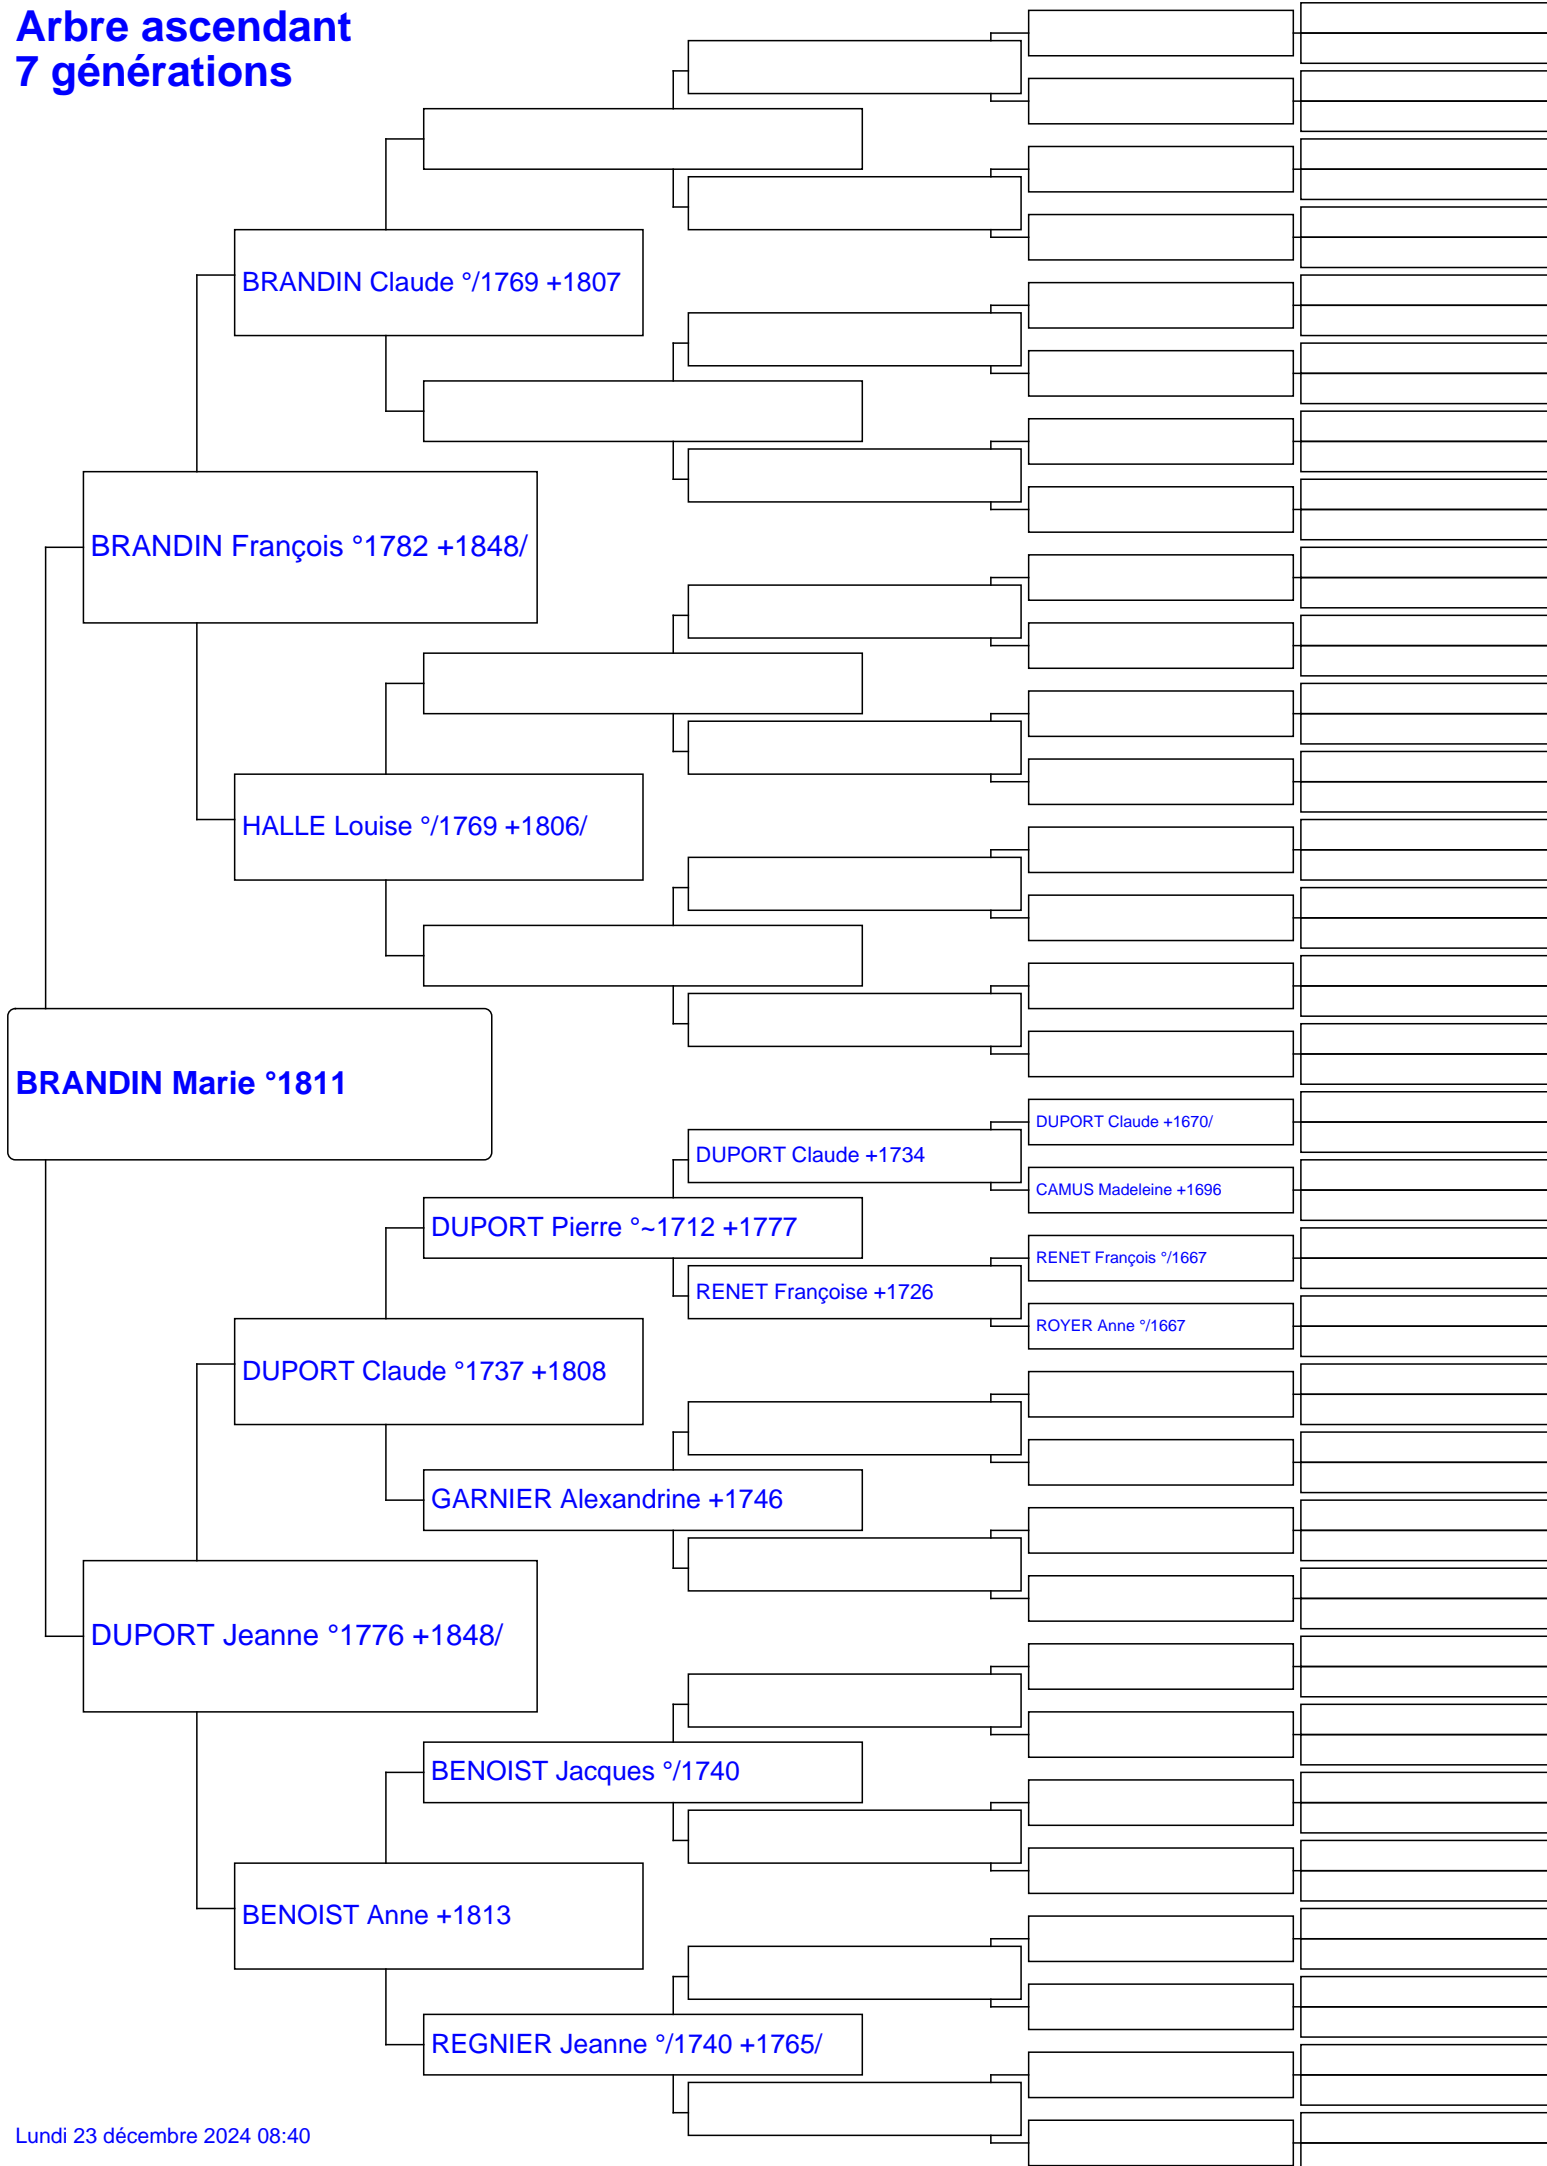 Arbre ascendant
7 générations
BRANDIN Claude °/1769 +1807
BRANDIN François °1782 +1848/
HALLE Louise °/1769 +1806/
BRANDIN Marie °1811
DUPORT Claude +1670/
DUPORT Claude +1734
CAMUS Madeleine +1696
DUPORT Pierre °~1712 +1777
RENET François °/1667
RENET Françoise +1726
ROYER Anne °/1667
DUPORT Claude °1737 +1808
GARNIER Alexandrine +1746
DUPORT Jeanne °1776 +1848/
BENOIST Jacques °/1740
BENOIST Anne +1813
REGNIER Jeanne °/1740 +1765/
Lundi 23 décembre 2024 08:40